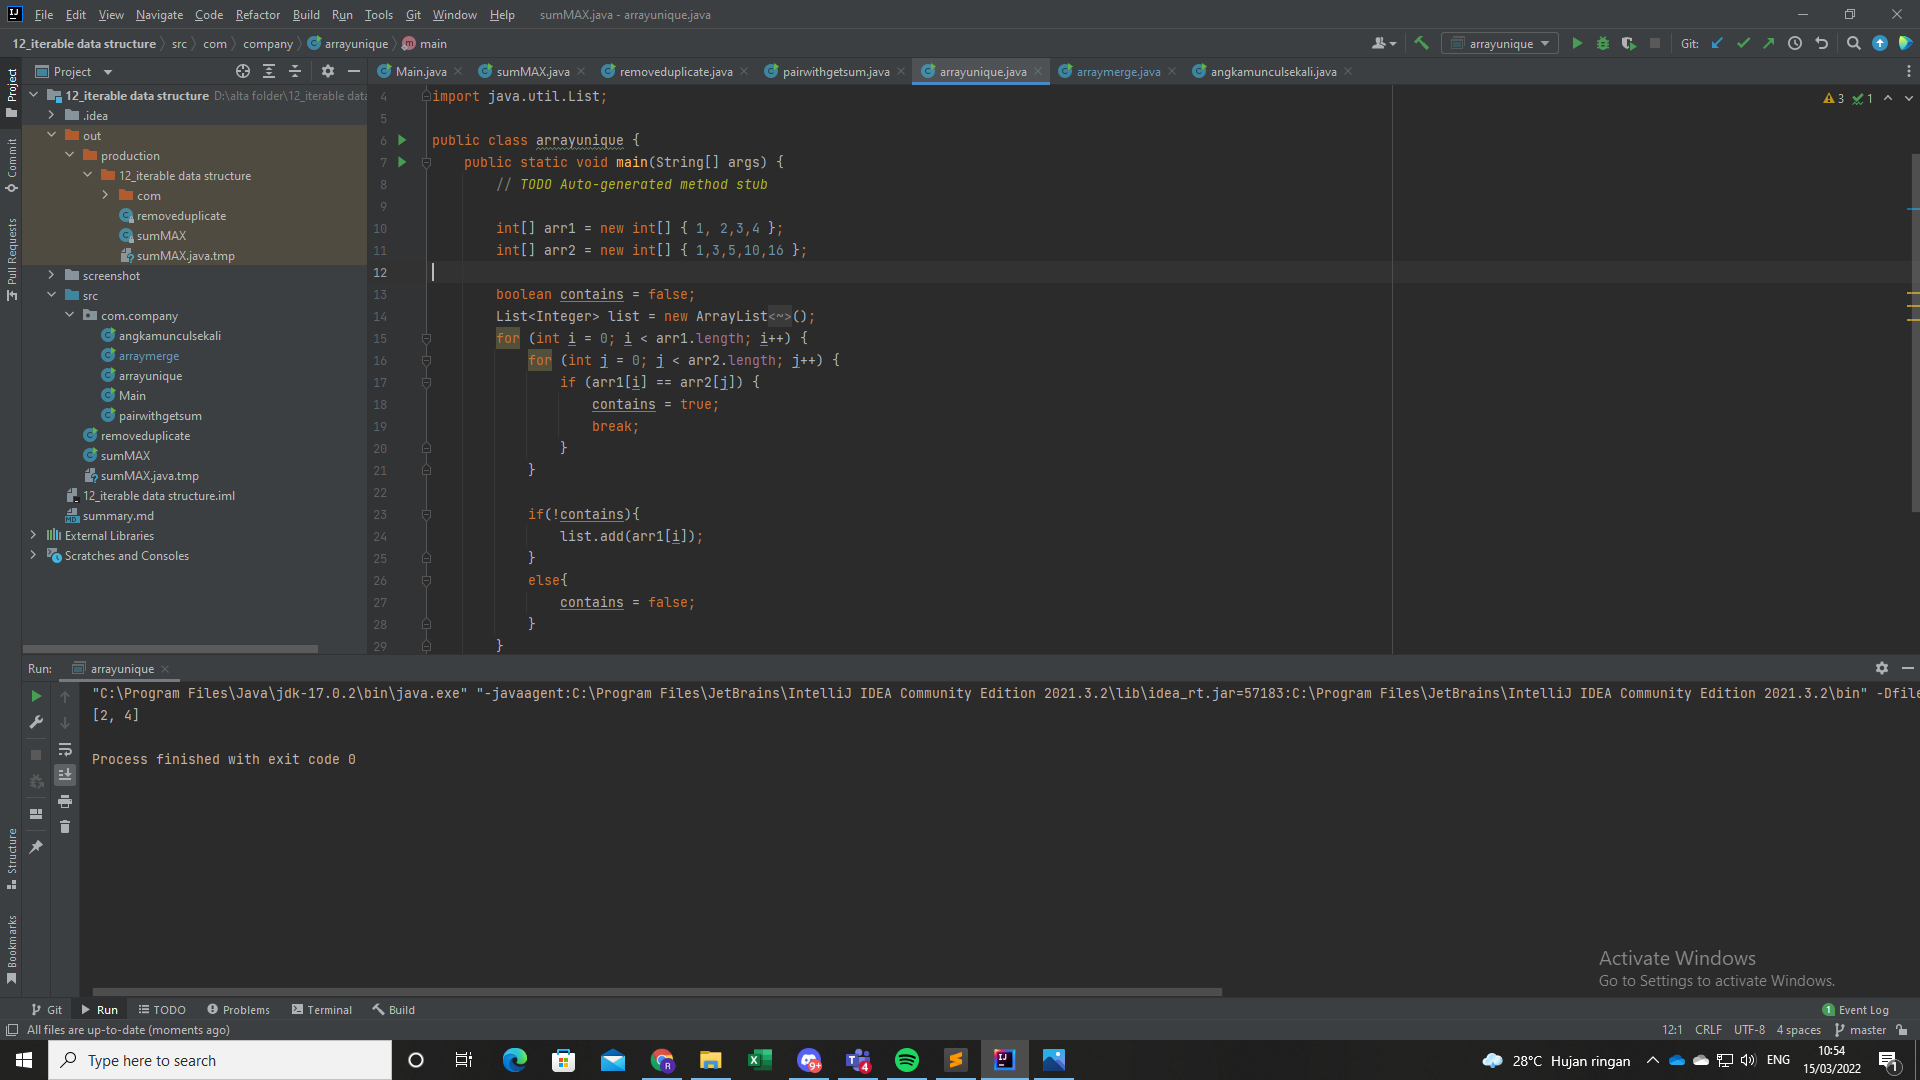 File Edit View Navigate Code Refactor Build Run Tools Git Window Help sumMAX.java - arrayunique.java
12_iterable data structure src com company arrayunique main arrayunique Git:
Project
Main.java sumMAX.java removeduplicate.java pairwithgetsum.java arrayunique.java arraymerge.java angkamunculsekali.java
Project
Commit
Pull Requests
12_iterable data structure D:\alta folder\12_iterable data
.idea
out
production
12_iterable data structure
com
removeduplicate
sumMAX
sumMAX.java.tmp
screenshot
src
com.company
angkamunculsekali
arraymerge
arrayunique
Main
pairwithgetsum
removeduplicate
sumMAX
sumMAX.java.tmp
12_iterable data structure.iml
summary.md
External Libraries
Scratches and Consoles
3 1
4 import java.util.List;
5
6 public class arrayunique {
7 public static void main(String[] args) {
8 // TODO Auto-generated method stub
9
10 int[] arr1 = new int[] { 1, 2,3,4 };
11 int[] arr2 = new int[] { 1,3,5,10,16 };
12
13 boolean contains = false;
14 List<Integer> list = new ArrayList<~>();
15 for (int i = 0; i < arr1.length; i++) {
16 for (int j = 0; j < arr2.length; j++) {
17 if (arr1[i] == arr2[j]) {
18 contains = true;
19 break;
20 }
21 }
22
23 if(!contains){
24 list.add(arr1[i]);
25 }
26 else{
27 contains = false;
28 }
29 }
Run: arrayunique
"C:\Program Files\Java\jdk-17.0.2\bin\java.exe" "-javaagent:C:\Program Files\JetBrains\IntelliJ IDEA Community Edition 2021.3.2\lib\idea_rt.jar=57183:C:\Program Files\JetBrains\IntelliJ IDEA Community Edition 2021.3.2\bin" -Dfile
[2, 4]
Process finished with exit code 0
Structure
Bookmarks
Activate Windows
Go to Settings to activate Windows.
Git Run TODO Problems Terminal Build 1 Event Log
All files are up-to-date (moments ago) 12:1 CRLF UTF-8 4 spaces master
Type here to search 28°C Hujan ringan ENG 10:54
15/03/2022